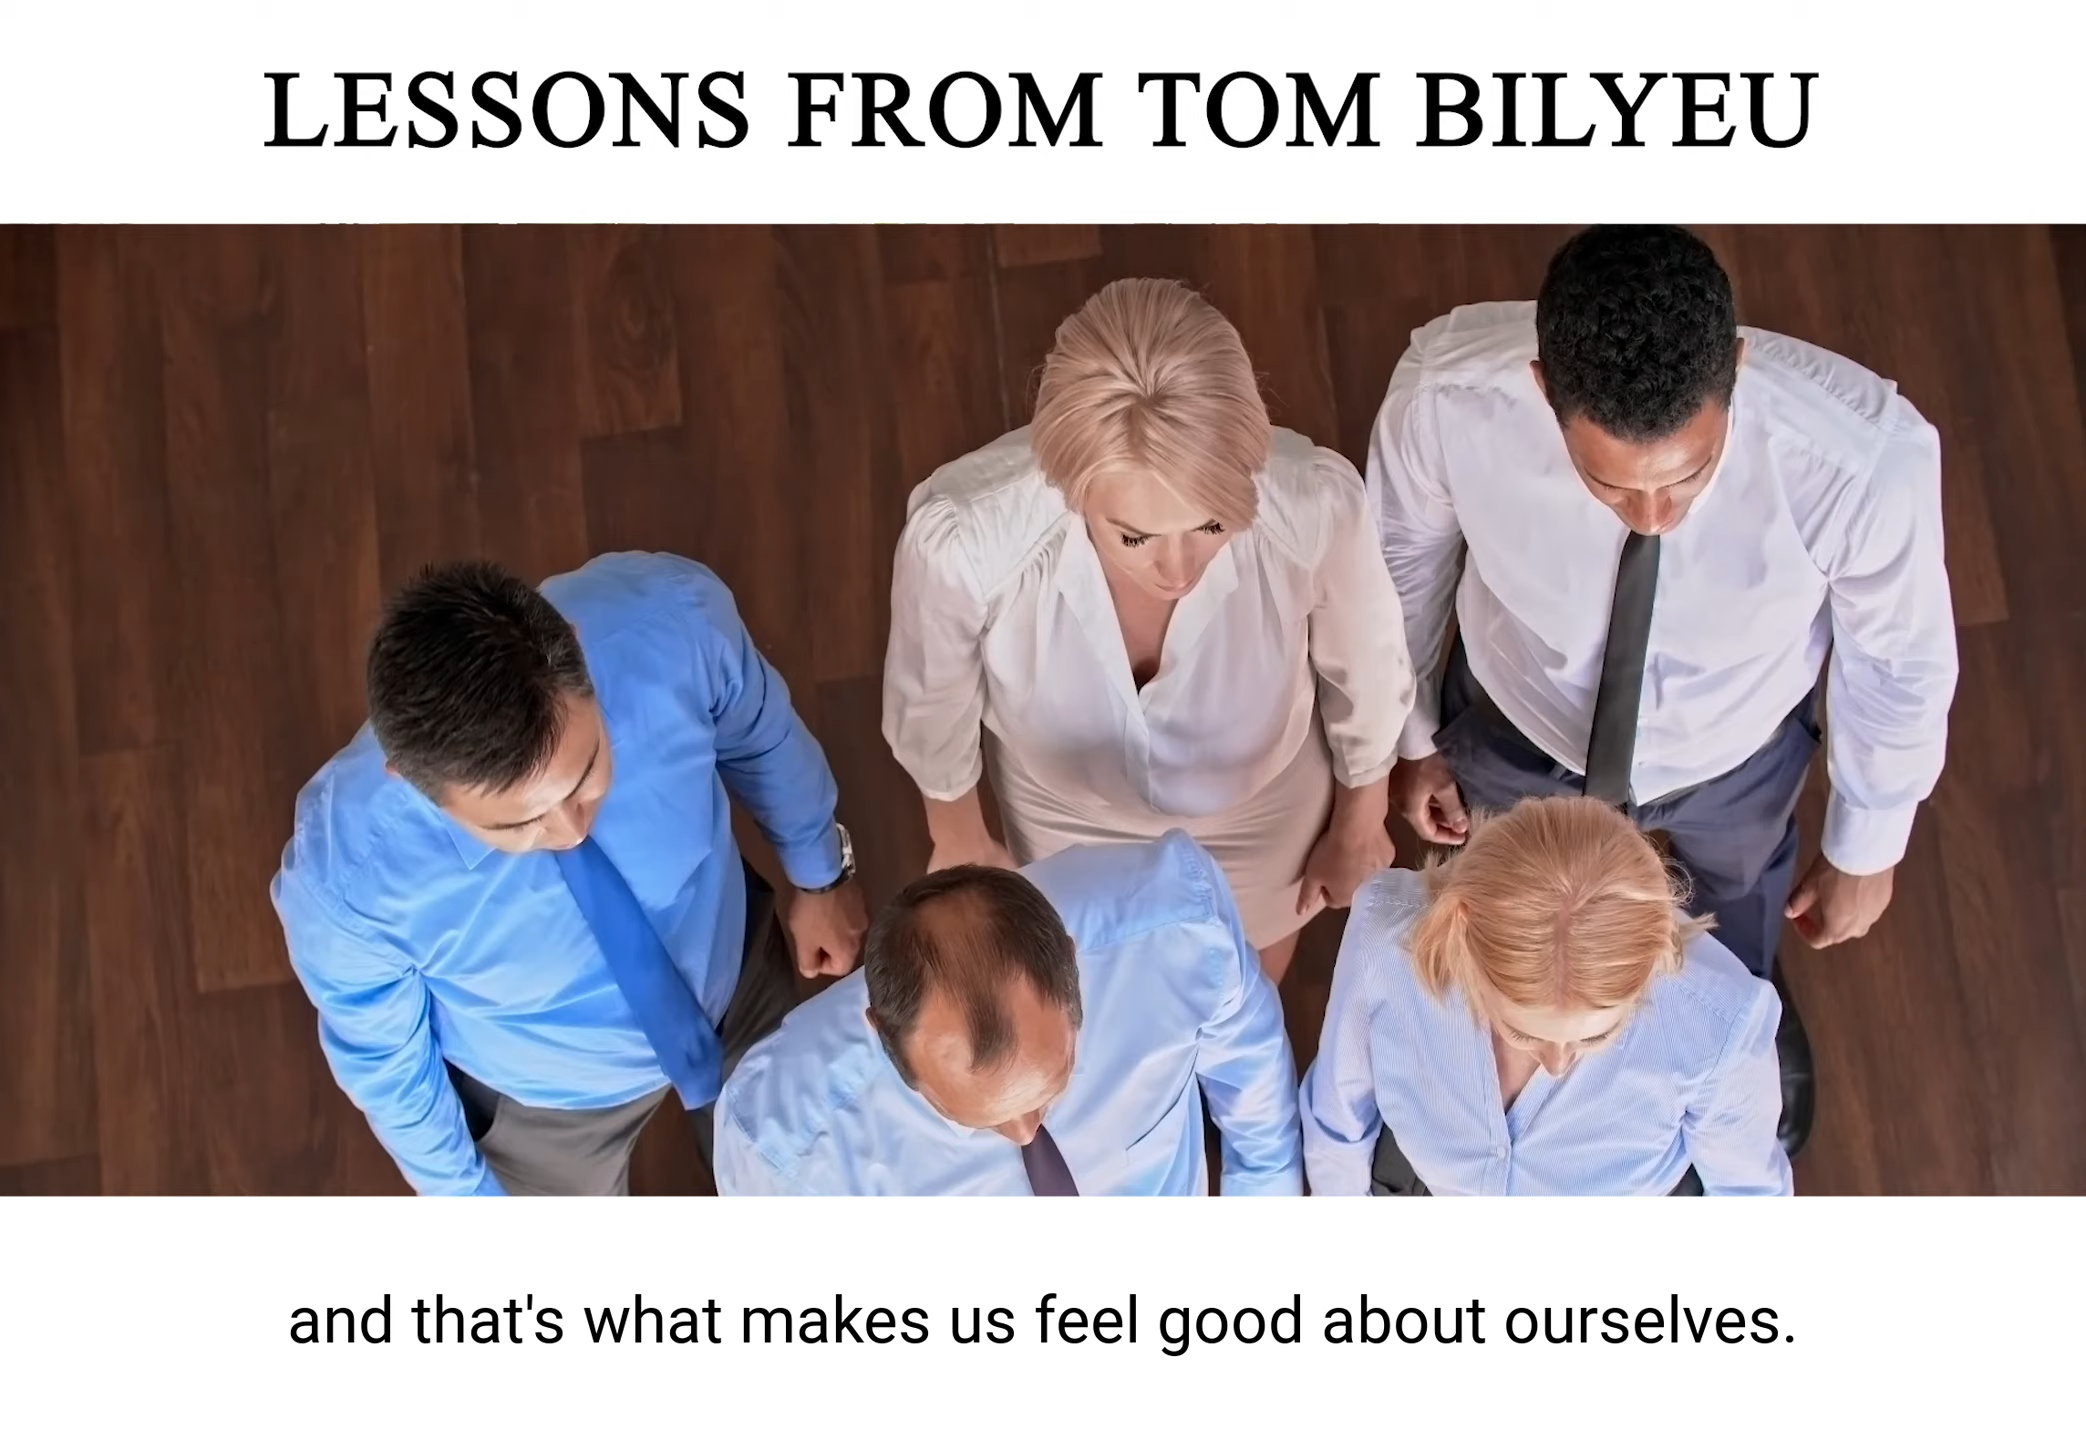 LESSONS FROM TOM BILYEU
and that's what makes us feel good about ourselves.